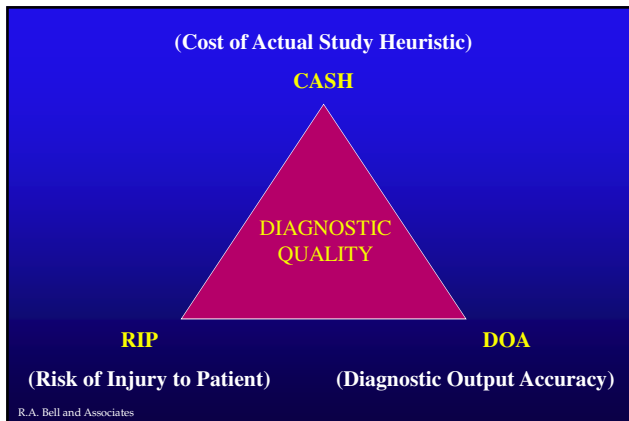 (Cost of Actual Study Heuristic)
CASH
DIAGNOSTIC
QUALITY
RIP
DOA
(Risk of Injury to Patient)
(Diagnostic Output Accuracy)
R.A. Bell and Associates